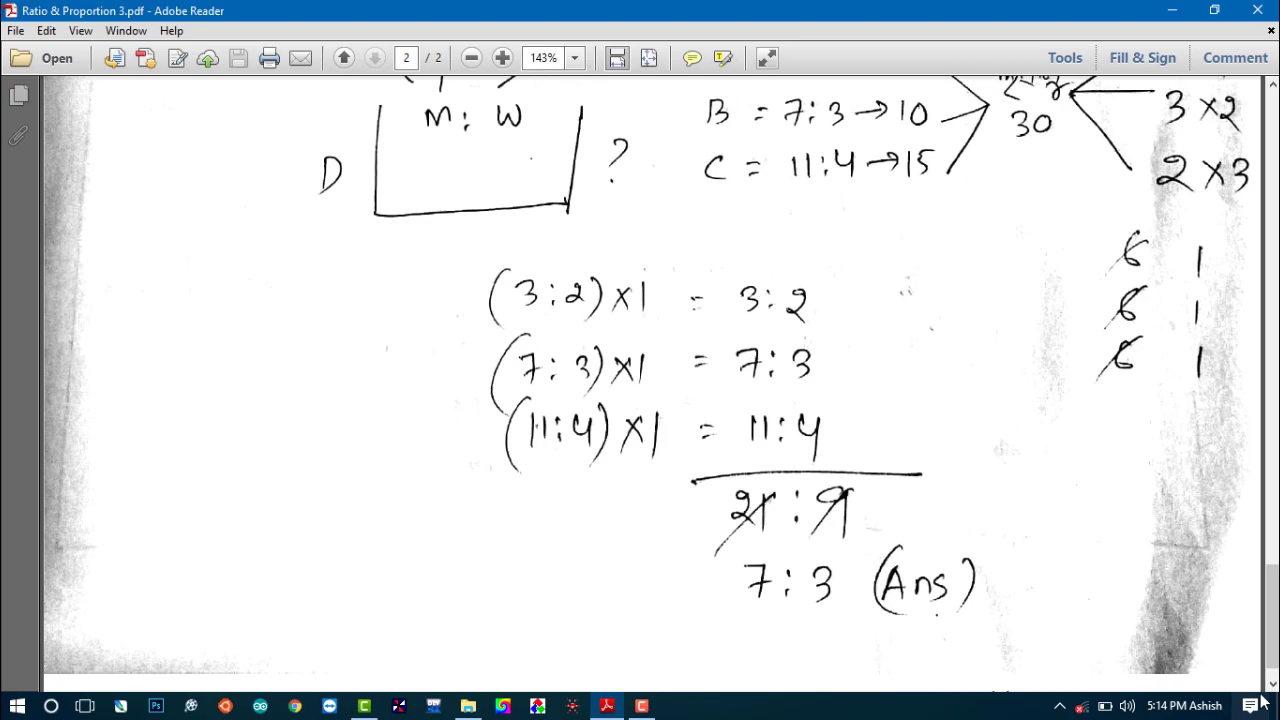 Ratio & Proportion 3.pdf - Adobe Reader
File Edit View Window Help
Open 2 / 2 143% Tools Fill & Sign Comment
M : W
B = 7 : 3 → 10
30
3 × 2
D
?
C = 11 : 4 → 15
2 × 3
6 1
(3 : 2) × 1 = 3 : 2
6 1
(7 : 3) × 1 = 7 : 3
6 1
(11 : 4) × 1 = 11 : 4
21 : 9
7 : 3 (Ans)
5:14 PM Ashish